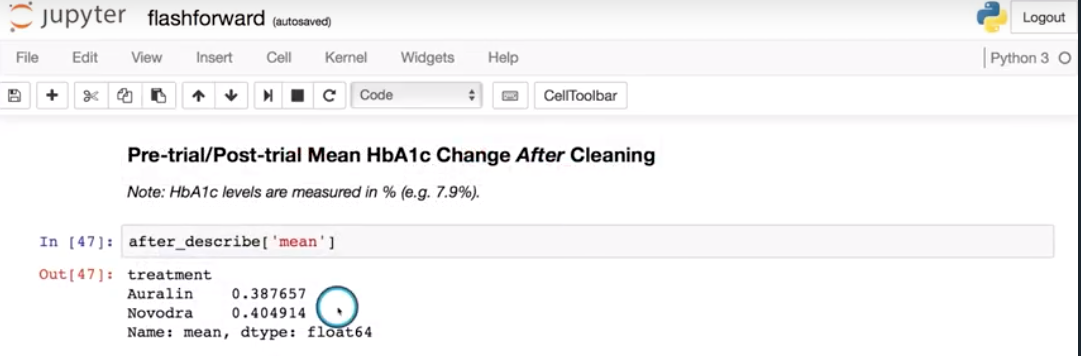 jupyter flashforward (autosaved) Logout
File Edit View Insert Cell Kernel Widgets Help Python 3
Code CellToolbar
Pre-trial/Post-trial Mean HbA1c Change After Cleaning
Note: HbA1c levels are measured in % (e.g. 7.9%).
In [47]: after_describe['mean']
Out[47]: treatment
Auralin 0.387657
Novodra 0.404914
Name: mean, dtype: float64